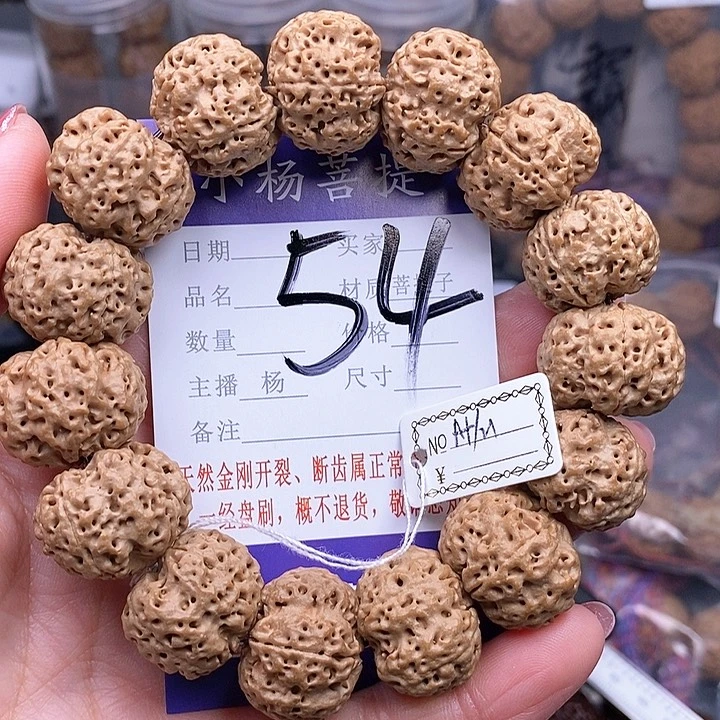 小杨菩提
日期 买家
品名 材质菩提子
54
数量 价格
主播 杨 尺寸
备注
天然金刚开裂、断齿属正常
一经盘刷，概不退货，敬
NO
¥